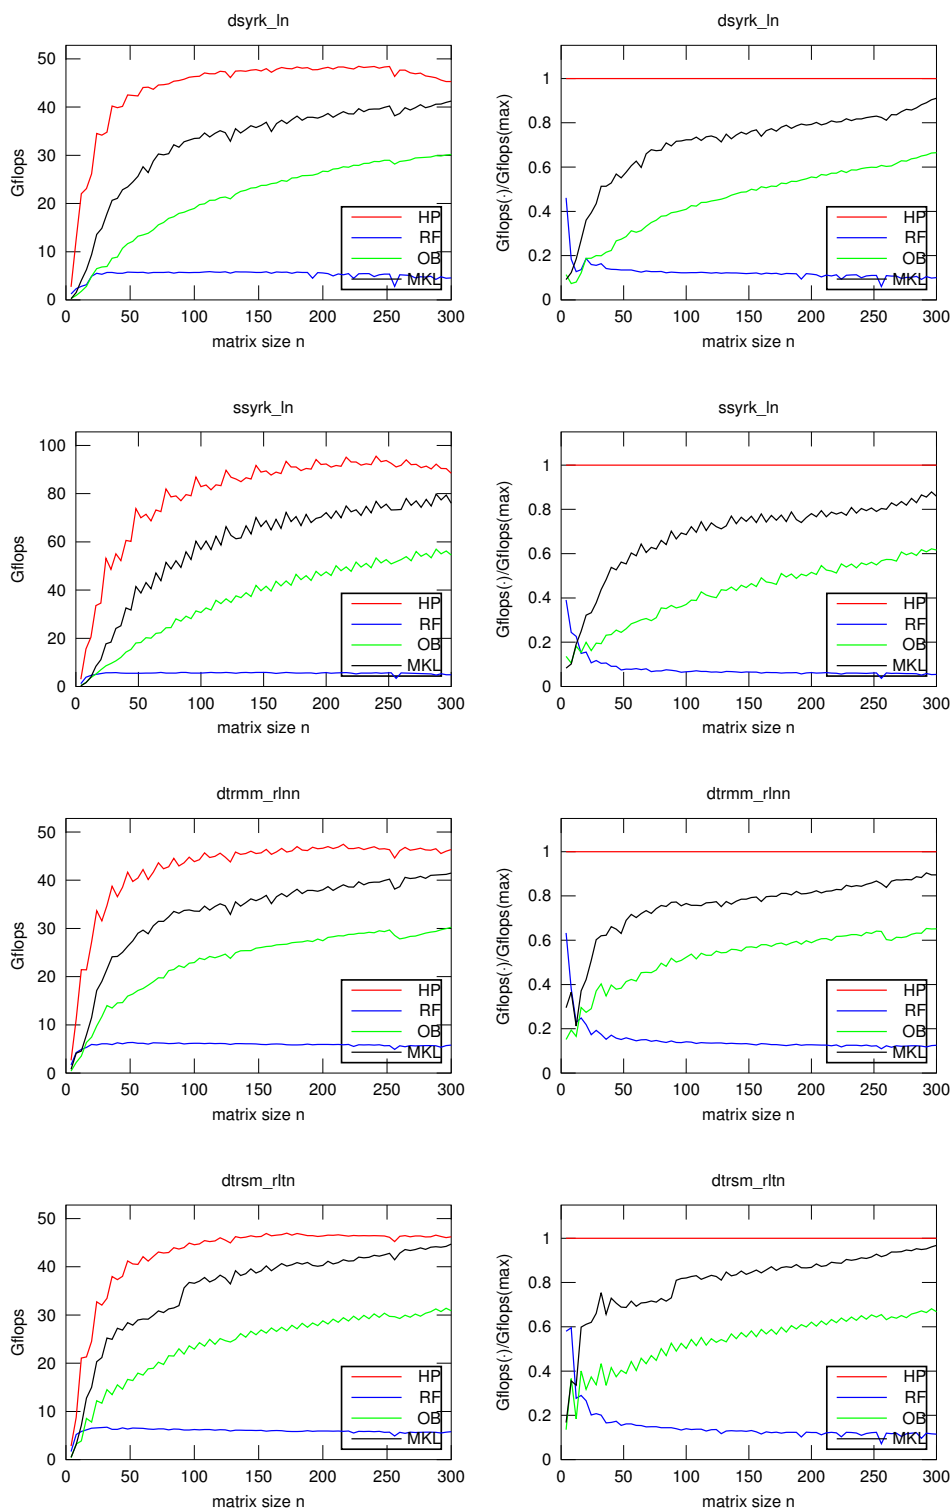 dsyrk_ln
Gflops
50
40
30
20
10
0
0 50 100 150 200 250 300
matrix size n
HP
RF
OB
MKL
dsyrk_ln
Gflops(·)/Gflops(max)
1
0.8
0.6
0.4
0.2
0
0 50 100 150 200 250 300
matrix size n
HP
RF
OB
MKL
ssyrk_ln
Gflops
100
80
60
40
20
0
0 50 100 150 200 250 300
matrix size n
HP
RF
OB
MKL
ssyrk_ln
Gflops(·)/Gflops(max)
1
0.8
0.6
0.4
0.2
0
0 50 100 150 200 250 300
matrix size n
HP
RF
OB
MKL
dtrmm_rlnn
Gflops
50
40
30
20
10
0
0 50 100 150 200 250 300
matrix size n
HP
RF
OB
MKL
dtrmm_rlnn
Gflops(·)/Gflops(max)
1
0.8
0.6
0.4
0.2
0
0 50 100 150 200 250 300
matrix size n
HP
RF
OB
MKL
dtrsm_rltn
Gflops
50
40
30
20
10
0
0 50 100 150 200 250 300
matrix size n
HP
RF
OB
MKL
dtrsm_rltn
Gflops(·)/Gflops(max)
1
0.8
0.6
0.4
0.2
0
0 50 100 150 200 250 300
matrix size n
HP
RF
OB
MKL